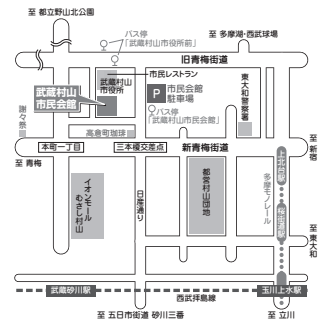 至 都立野山北公園
バス停
「武蔵村山市役所前」
至 多摩湖・西武球場
旧青梅街道
市民レストラン
武蔵村山
市役所
武蔵村山
市民会館
P
市民会館
駐車場
バス停
「武蔵村山市民会館」
東大和警察署
謝々祭
高倉町珈琲
本町一丁目
三本榎交差点
新青梅街道
至 新宿
至 青梅
上北台駅
イオンモール
むさし村山
日産通り
都営村山団地
多摩モノレール
桜街道駅
至 東大和
武蔵砂川駅
玉川上水駅
西武拝島線
至 五日市街道 砂川三番
至 立川